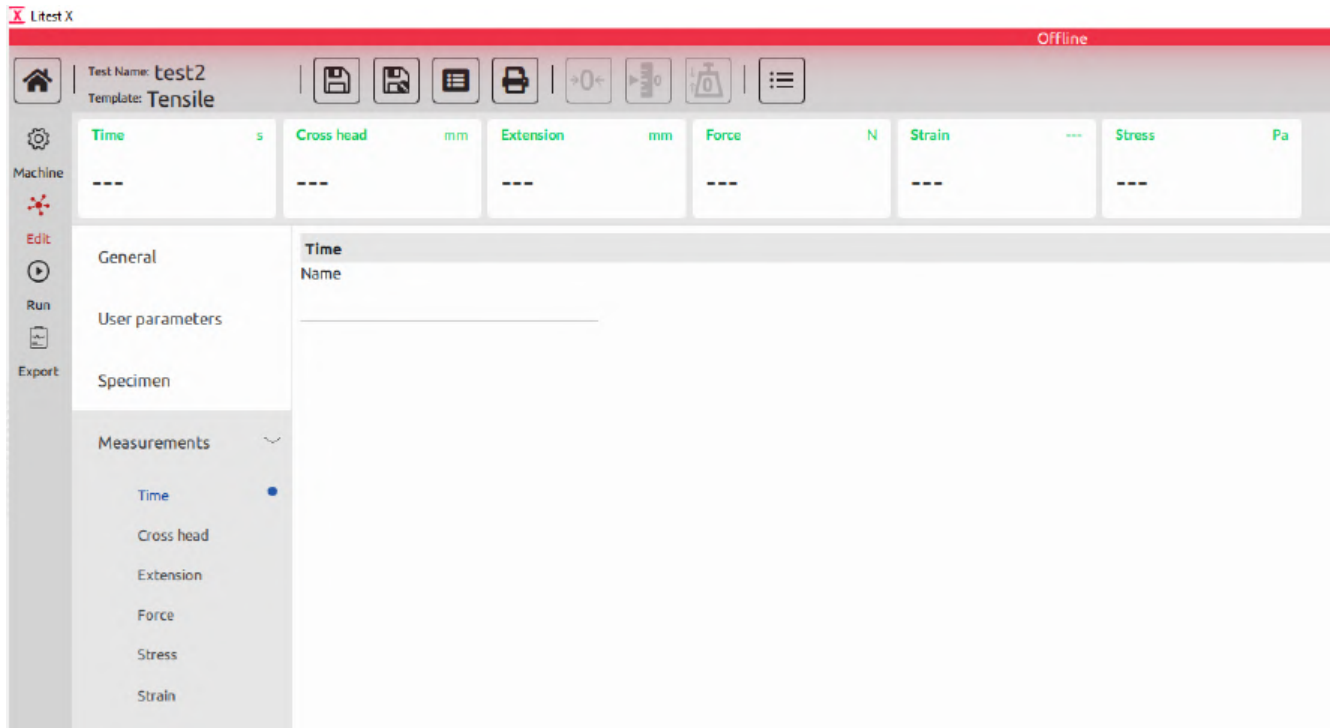 Litest X
Offline
Test Name: test2
Template: Tensile
Time s
Cross head mm
Extension mm
Force N
Strain ---
Stress Pa
---
---
---
---
---
---
Machine
Edit
Run
Export
General
User parameters
Specimen
Measurements
Time
Cross head
Extension
Force
Stress
Strain
Time
Name